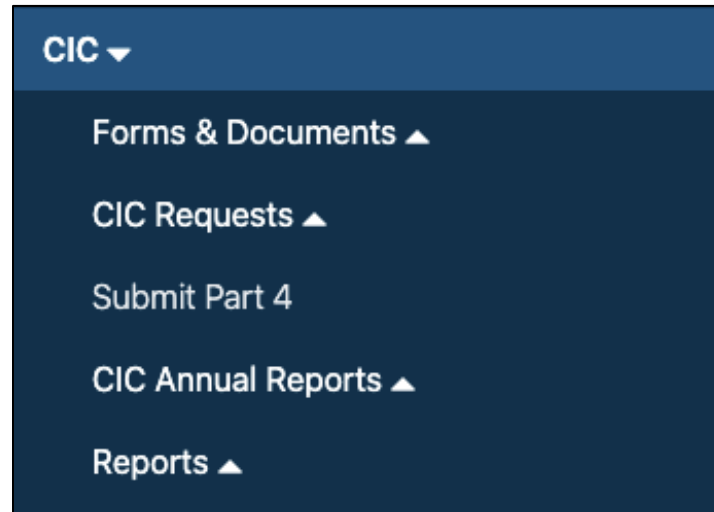 CIC
Forms & Documents
CIC Requests
Submit Part 4
CIC Annual Reports
Reports